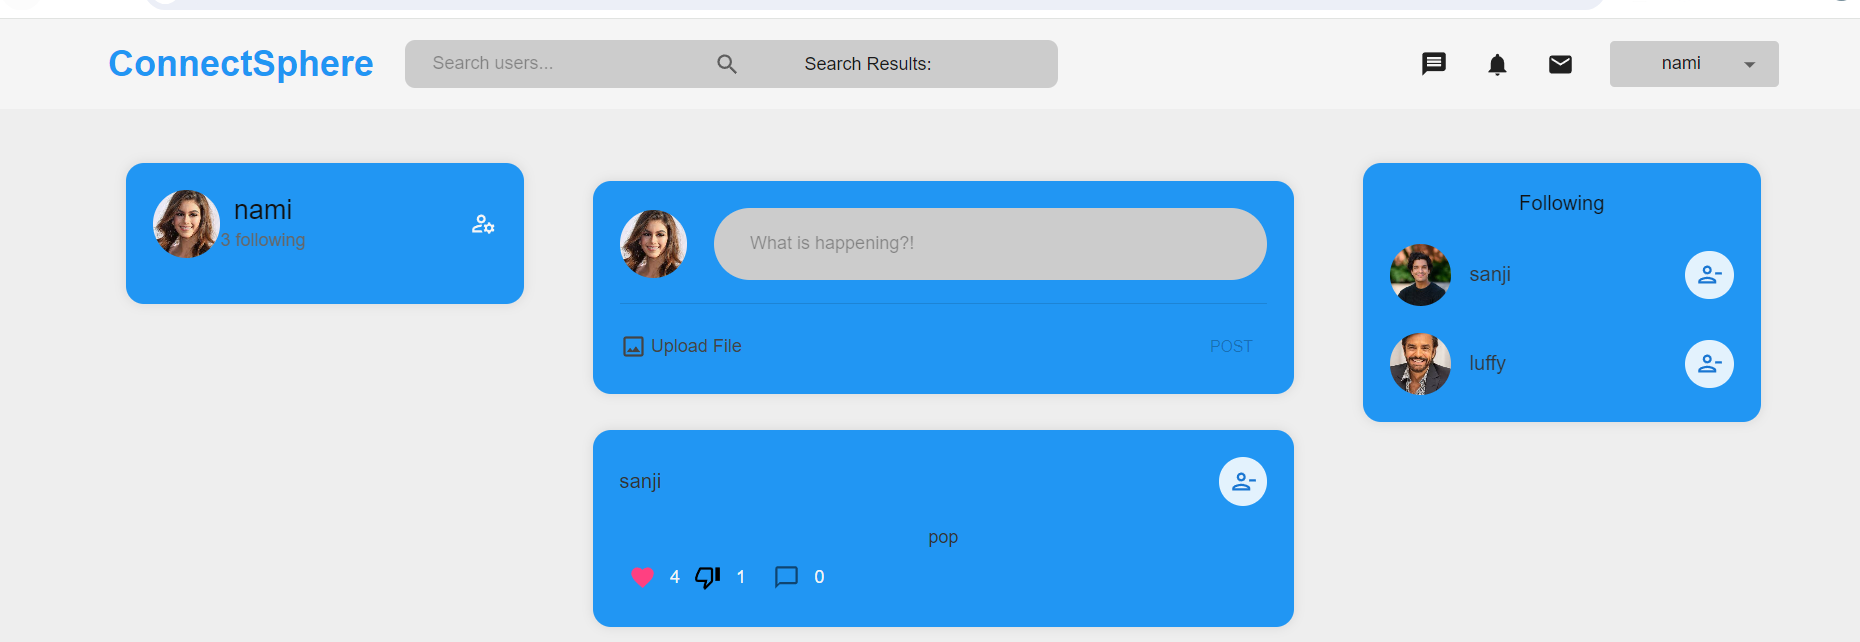 ConnectSphere
Search users...
Search Results:
nami
nami
3 following
What is happening?!
Upload File
POST
sanji
pop
4
1
0
Following
sanji
luffy